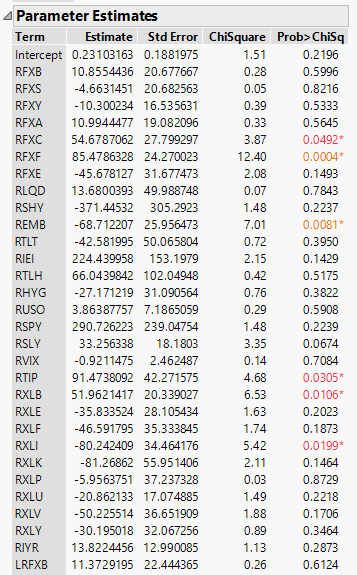 Parameter Estimates
Term Estimate Std Error ChiSquare Prob>ChiSq
Intercept 0.23103163 0.1881975 1.51 0.2196
RFXB 10.8554436 20.677667 0.28 0.5996
RFXS -4.6631451 20.682563 0.05 0.8216
RFXY -10.300234 16.535631 0.39 0.5333
RFXA 10.9944477 19.082096 0.33 0.5645
RFXC 54.6787062 27.799297 3.87 0.0492*
RFXF 85.4786328 24.270023 12.40 0.0004*
RFXE -45.678127 31.677473 2.08 0.1493
RLQD 13.6800393 49.988748 0.07 0.7843
RSHY -371.44532 305.2923 1.48 0.2237
REMB -68.712207 25.956473 7.01 0.0081*
RTLT -42.581995 50.065804 0.72 0.3950
RIEI 224.439958 153.1979 2.15 0.1429
RTLH 66.0439842 102.04948 0.42 0.5175
RHYG -27.171219 31.090564 0.76 0.3822
RUSO 3.86387757 7.1865059 0.29 0.5908
RSPY 290.726223 239.04754 1.48 0.2239
RSLY 33.256338 18.1803 3.35 0.0674
RVIX -0.9211475 2.462487 0.14 0.7084
RTIP 91.4738092 42.271575 4.68 0.0305*
RXLB 51.9621417 20.339027 6.53 0.0106*
RXLE -35.833524 28.105434 1.63 0.2023
RXLF -46.591795 35.333845 1.74 0.1873
RXLI -80.242409 34.464176 5.42 0.0199*
RXLK -81.26862 55.951406 2.11 0.1464
RXLP -5.9563751 37.237328 0.03 0.8729
RXLU -20.862133 17.074885 1.49 0.2218
RXLV -50.225514 36.651909 1.88 0.1706
RXLY -30.195018 32.067256 0.89 0.3464
RIYR 13.8224456 12.990085 1.13 0.2873
LRFXB 11.3729195 22.444365 0.26 0.6124